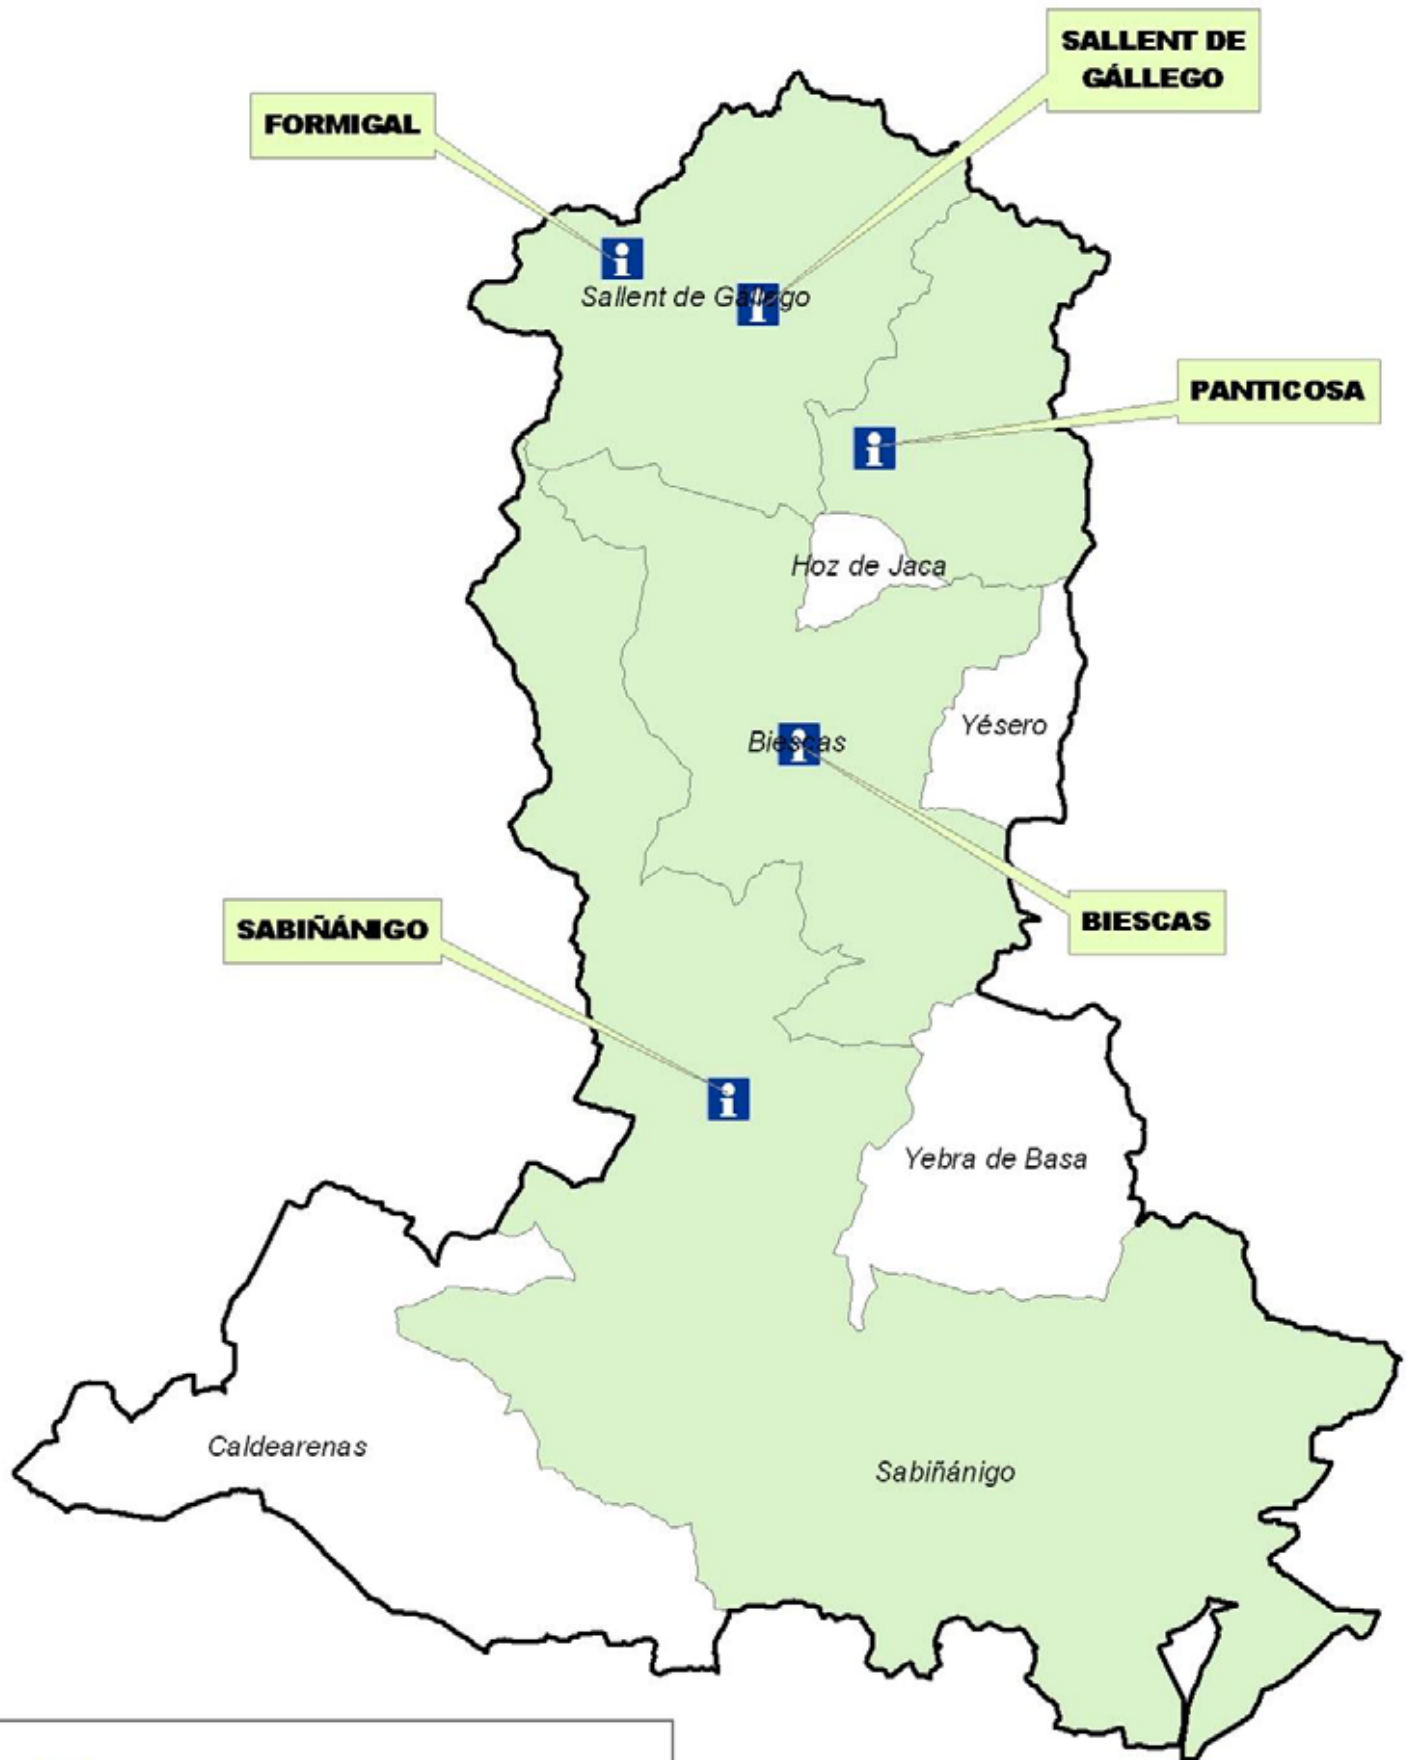 SALLENT DE
GÁLLEGO
FORMIGAL
i
Sallent de Gállego
i
PANTICOSA
i
Hoz de Jaca
Yésero
Biescas
i
BIESCAS
SABIÑÁNIGO
i
Yebra de Basa
Caldearenas
Sabiñánigo